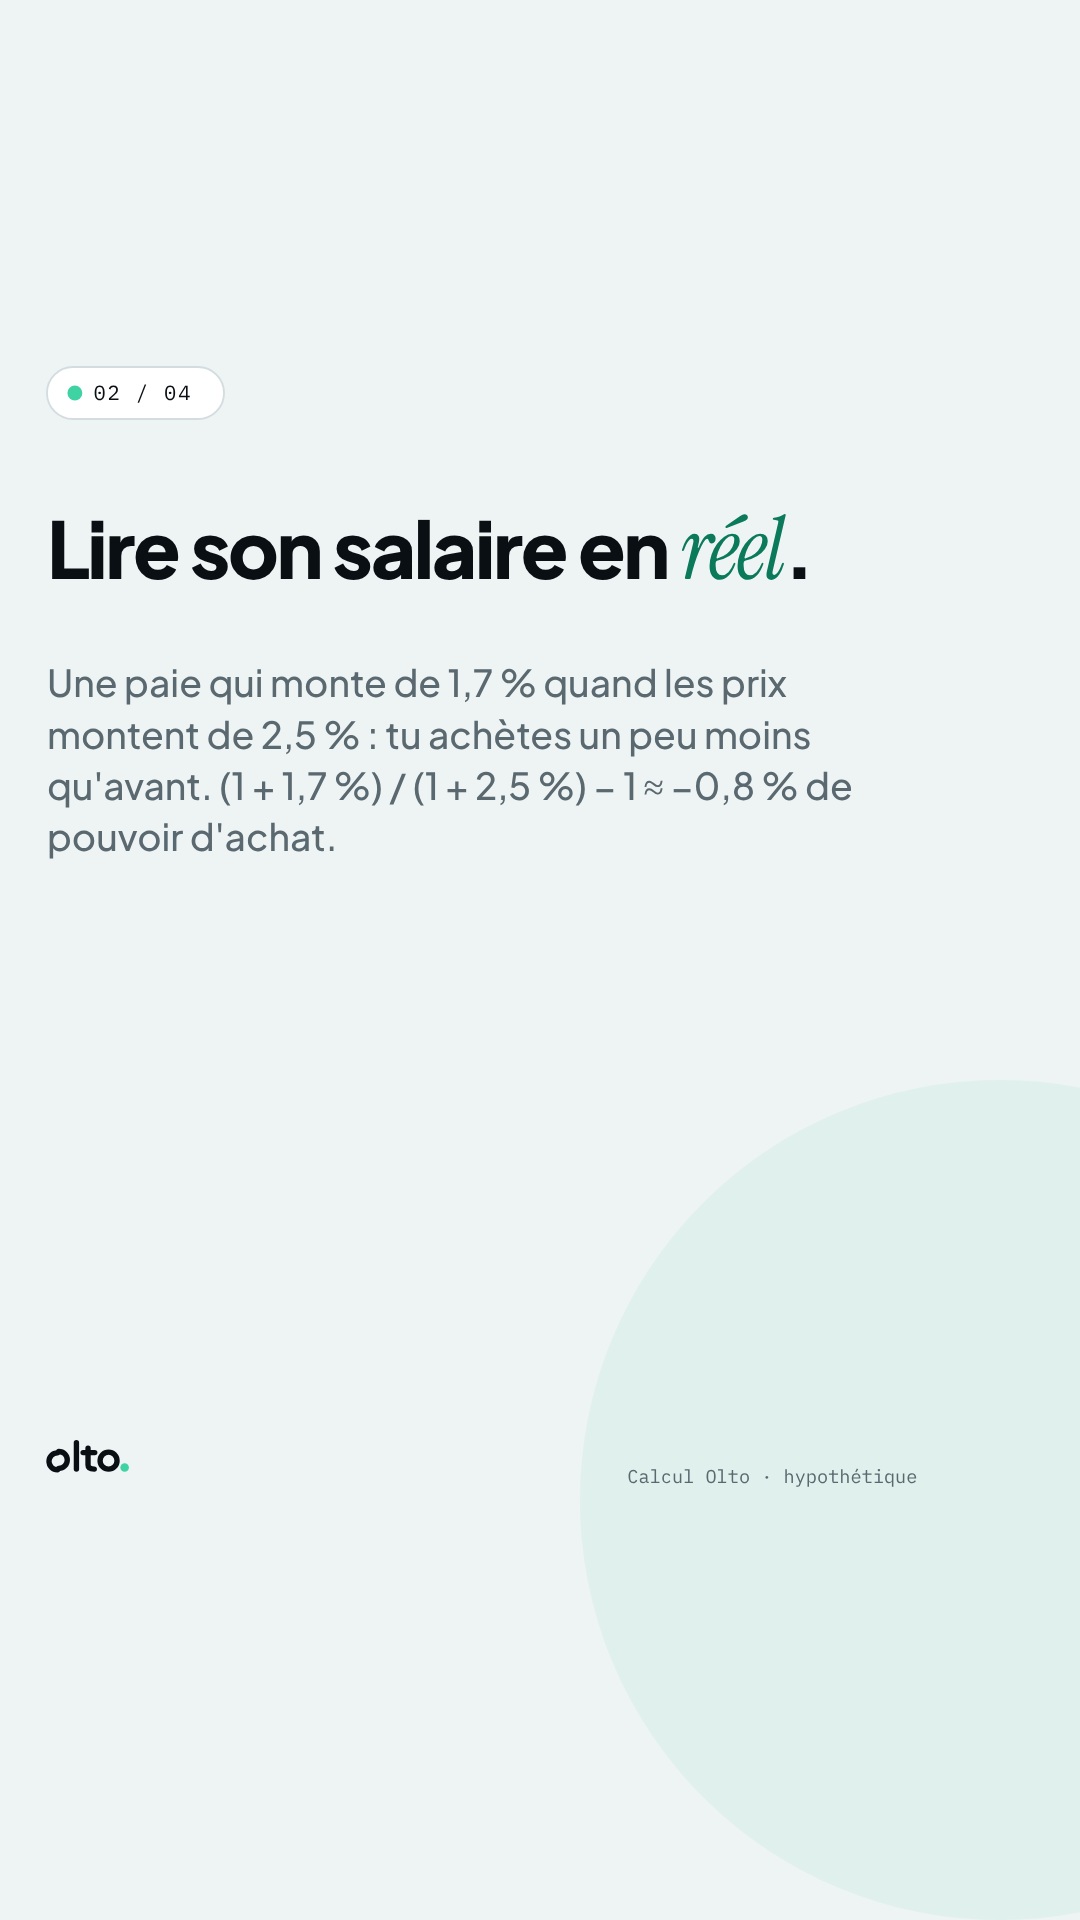 02 / 04
Lire son salaire en réel.
Une paie qui monte de 1,7 % quand les prix
montent de 2,5 % : tu achètes un peu moins
qu'avant. (1 + 1,7 %) / (1 + 2,5 %) − 1 ≈ −0,8 % de
pouvoir d'achat.
olto.
Calcul Olto · hypothétique